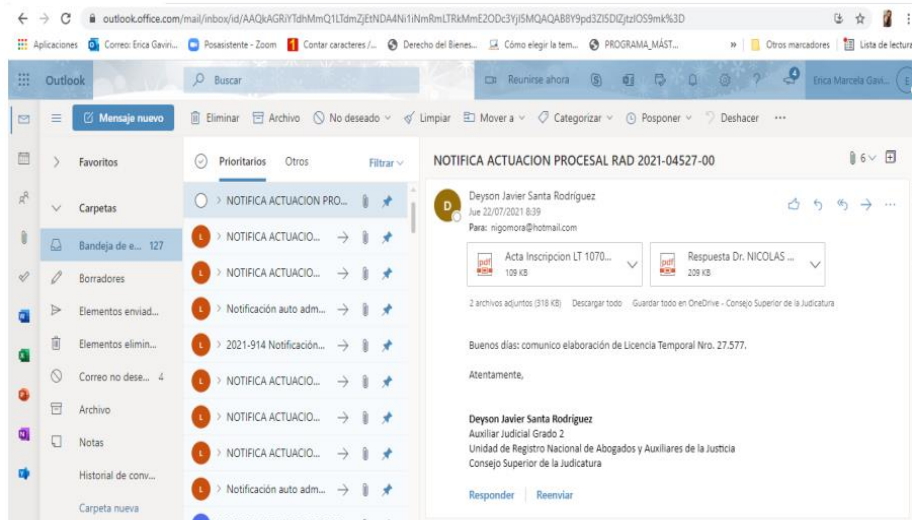 outlook.office.com/mail/inbox/id/AAQkAGRiYTdhMmQ1LTdmZjEtNDA4Ni1iNmRmLTRkMmE2ODc3YjI5MQAQAB8Y9pd3ZI5DlZjtzIOS9mk%3D
Aplicaciones Correo: Erica Gaviri... Posasistente - Zoom Contar caracteres /... Derecho del Bienes... Cómo elegir la tem... PROGRAMA_MÁST... » Otros marcadores Lista de lectura
Outlook Buscar Reunirse ahora Erica Marcela Gavi...
Mensaje nuevo Eliminar Archivo No deseado Limpiar Mover a Categorizar Posponer Deshacer ...
Favoritos
Carpetas
Bandeja de e... 127
Borradores
Elementos enviad...
Elementos elimin...
Correo no dese... 4
Archivo
Notas
Historial de conv...
Carpeta nueva
Prioritarios Otros Filtrar
NOTIFICA ACTUACION PRO...
L NOTIFICA ACTUACIO...
L NOTIFICA ACTUACIO...
L Notificación auto adm...
L 2021-914 Notificación...
L NOTIFICA ACTUACIO...
L NOTIFICA ACTUACIO...
L NOTIFICA ACTUACIO...
L Notificación auto adm...
NOTIFICA ACTUACION PROCESAL RAD 2021-04527-00 6
D Deyson Javier Santa Rodríguez
Jue 22/07/2021 8:39
Para: nigomora@hotmail.com
pdf Acta Inscripcion LT 1070...
109 KB
pdf Respuesta Dr. NICOLAS ...
209 KB
2 archivos adjuntos (318 KB) Descargar todo Guardar todo en OneDrive - Consejo Superior de la Judicatura
Buenos días: comunico elaboración de Licencia Temporal Nro. 27.577.
Atentamente,
Deyson Javier Santa Rodríguez
Auxiliar Judicial Grado 2
Unidad de Registro Nacional de Abogados y Auxiliares de la Justicia
Consejo Superior de la Judicatura
Responder Reenviar